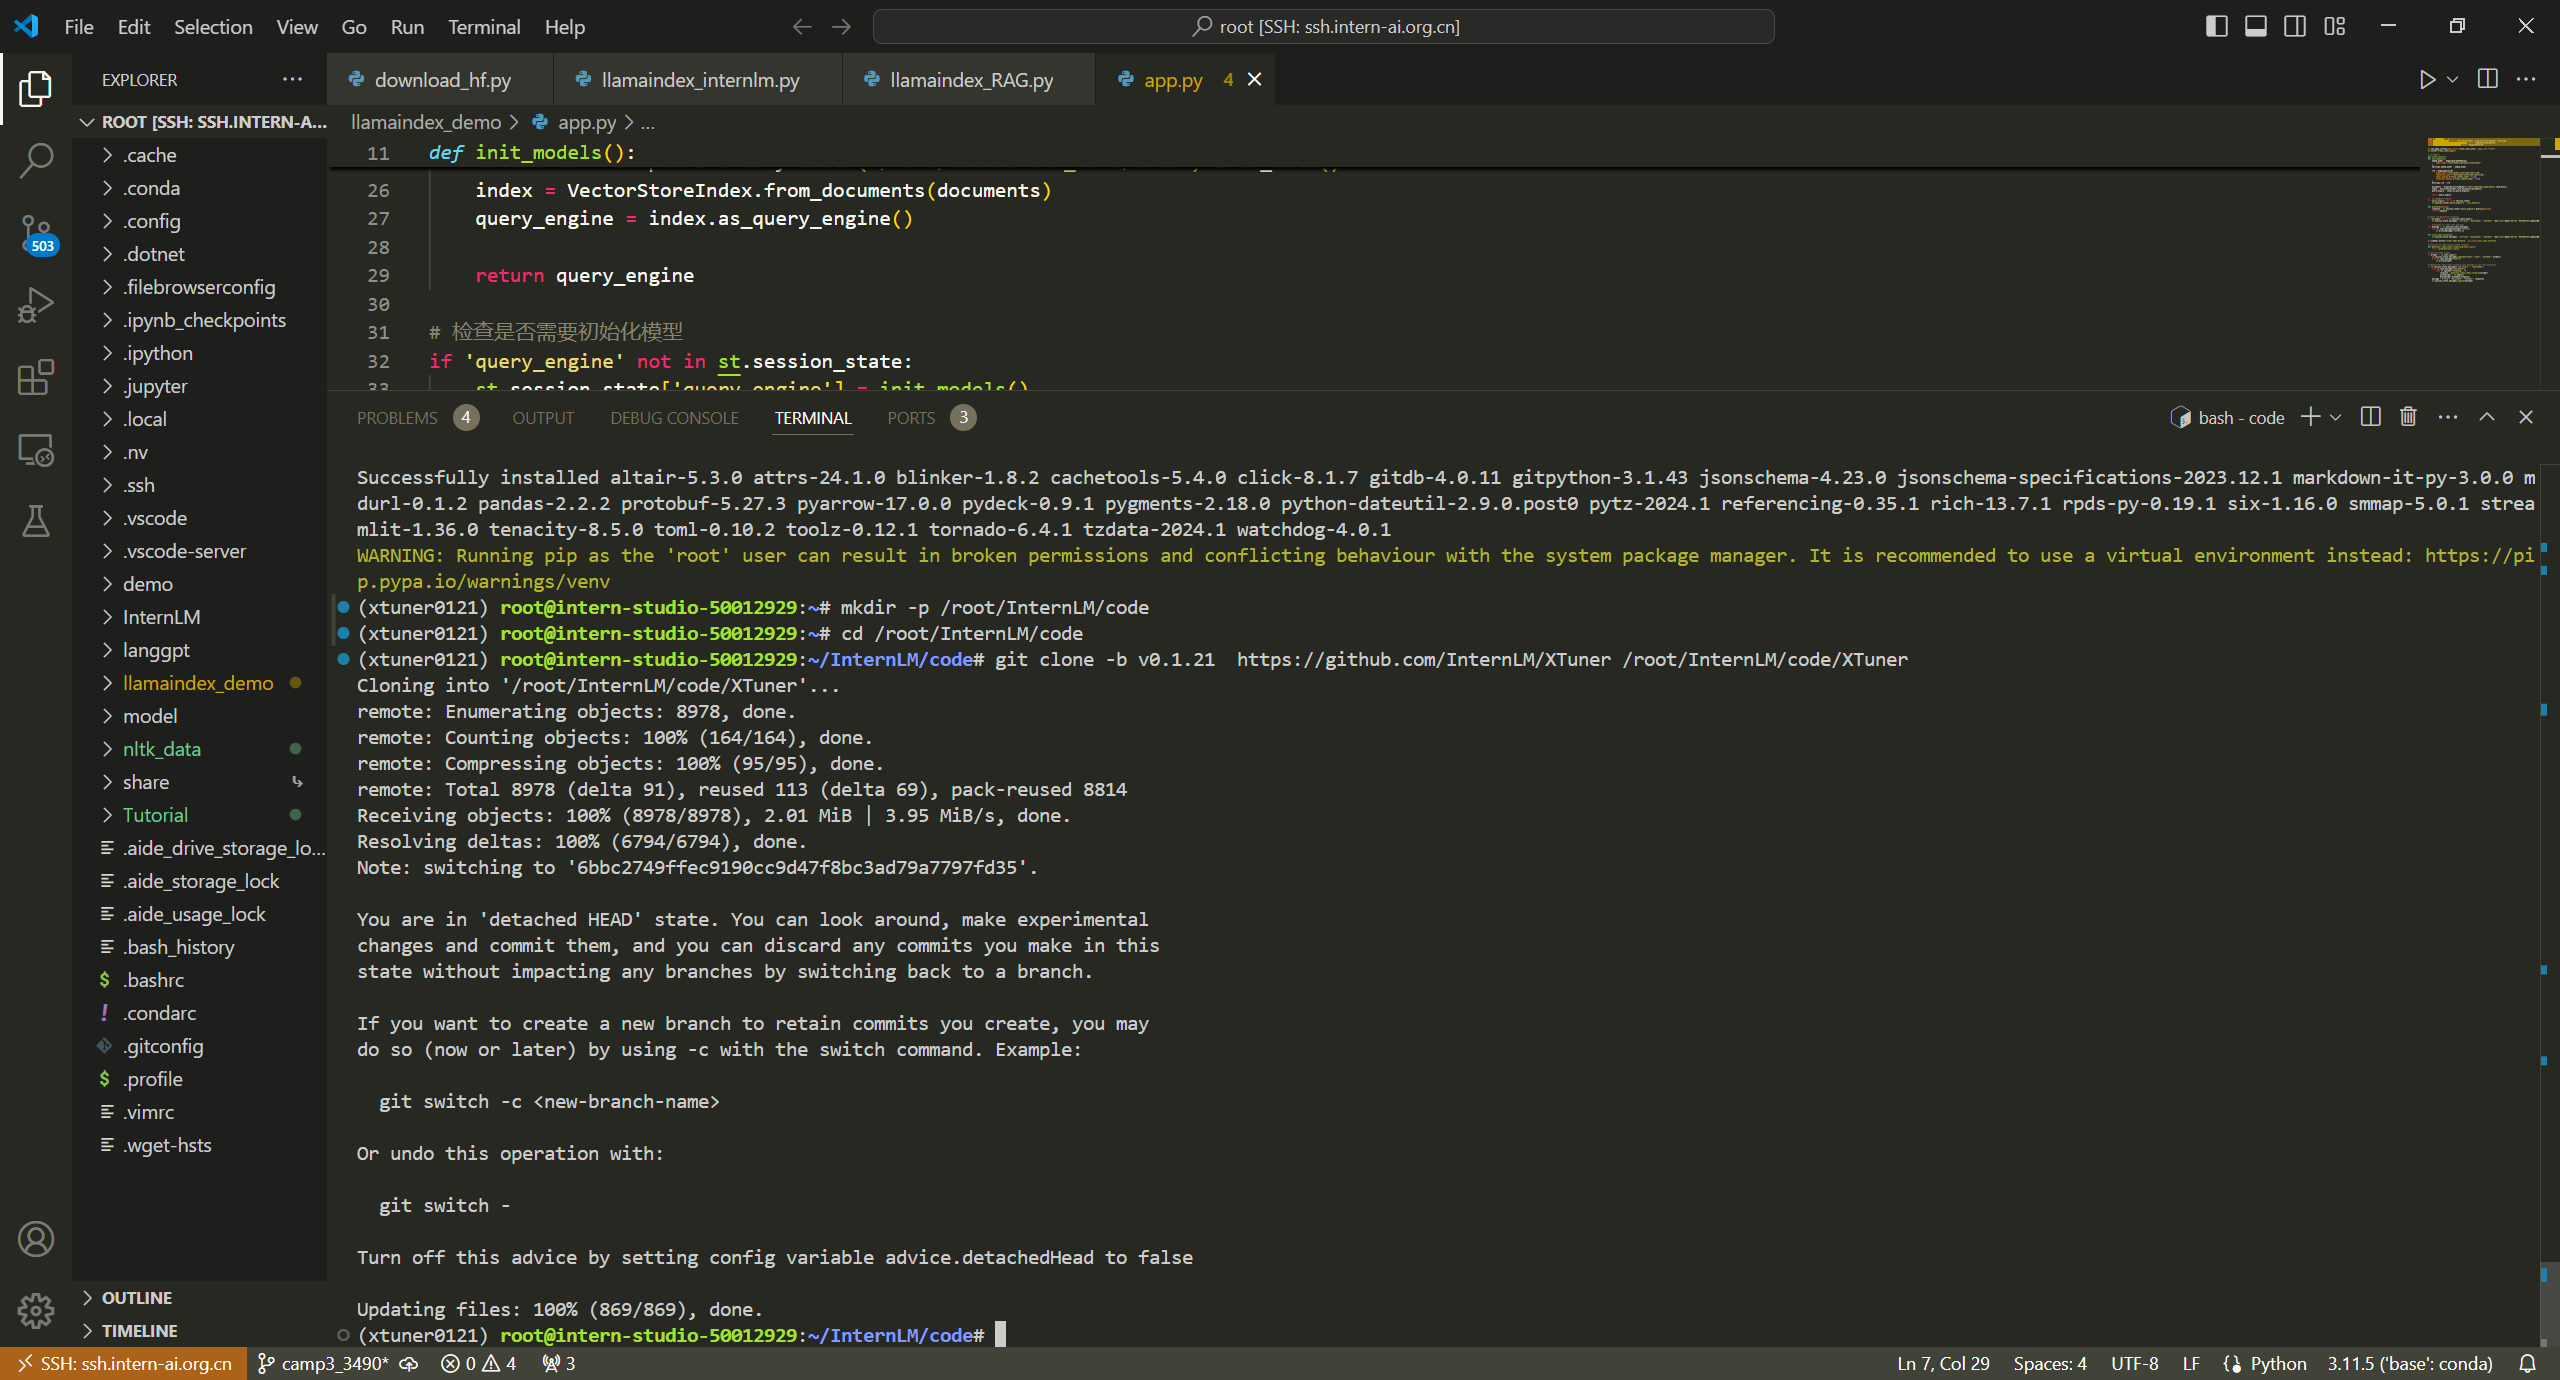 File Edit Selection View Go Run Terminal Help
root [SSH: ssh.intern-ai.org.cn]
EXPLORER
download_hf.py
llamaindex_internlm.py
llamaindex_RAG.py
app.py 4
ROOT [SSH: SSH.INTERN-A...
.cache
.conda
.config
.dotnet
.filebrowserconfig
.ipynb_checkpoints
.ipython
.jupyter
.local
.nv
.ssh
.vscode
.vscode-server
demo
InternLM
langgpt
llamaindex_demo
model
nltk_data
share
Tutorial
.aide_drive_storage_lo...
.aide_storage_lock
.aide_usage_lock
.bash_history
.bashrc
.condarc
.gitconfig
.profile
.vimrc
.wget-hsts
OUTLINE
TIMELINE
503
llamaindex_demo > app.py > ...
11 def init_models():
26 index = VectorStoreIndex.from_documents(documents)
27 query_engine = index.as_query_engine()
28
29 return query_engine
30
31 # 检查是否需要初始化模型
32 if 'query_engine' not in st.session_state:
33 st.session_state['query_engine'] = init_models()
PROBLEMS 4 OUTPUT DEBUG CONSOLE TERMINAL PORTS 3
bash - code
Successfully installed altair-5.3.0 attrs-24.1.0 blinker-1.8.2 cachetools-5.4.0 click-8.1.7 gitdb-4.0.11 gitpython-3.1.43 jsonschema-4.23.0 jsonschema-specifications-2023.12.1 markdown-it-py-3.0.0 m
durl-0.1.2 pandas-2.2.2 protobuf-5.27.3 pyarrow-17.0.0 pydeck-0.9.1 pygments-2.18.0 python-dateutil-2.9.0.post0 pytz-2024.1 referencing-0.35.1 rich-13.7.1 rpds-py-0.19.1 six-1.16.0 smmap-5.0.1 strea
mlit-1.36.0 tenacity-8.5.0 toml-0.10.2 toolz-0.12.1 tornado-6.4.1 tzdata-2024.1 watchdog-4.0.1
WARNING: Running pip as the 'root' user can result in broken permissions and conflicting behaviour with the system package manager. It is recommended to use a virtual environment instead: https://pi
p.pypa.io/warnings/venv
(xtuner0121) root@intern-studio-50012929:~# mkdir -p /root/InternLM/code
(xtuner0121) root@intern-studio-50012929:~# cd /root/InternLM/code
(xtuner0121) root@intern-studio-50012929:~/InternLM/code# git clone -b v0.1.21  https://github.com/InternLM/XTuner /root/InternLM/code/XTuner
Cloning into '/root/InternLM/code/XTuner'...
remote: Enumerating objects: 8978, done.
remote: Counting objects: 100% (164/164), done.
remote: Compressing objects: 100% (95/95), done.
remote: Total 8978 (delta 91), reused 113 (delta 69), pack-reused 8814
Receiving objects: 100% (8978/8978), 2.01 MiB | 3.95 MiB/s, done.
Resolving deltas: 100% (6794/6794), done.
Note: switching to '6bbc2749ffec9190cc9d47f8bc3ad79a7797fd35'.
You are in 'detached HEAD' state. You can look around, make experimental
changes and commit them, and you can discard any commits you make in this
state without impacting any branches by switching back to a branch.
If you want to create a new branch to retain commits you create, you may
do so (now or later) by using -c with the switch command. Example:
git switch -c <new-branch-name>
Or undo this operation with:
git switch -
Turn off this advice by setting config variable advice.detachedHead to false
Updating files: 100% (869/869), done.
(xtuner0121) root@intern-studio-50012929:~/InternLM/code#
SSH: ssh.intern-ai.org.cn camp3_3490* 0 4 3 Ln 7, Col 29 Spaces: 4 UTF-8 LF Python 3.11.5 ('base': conda)